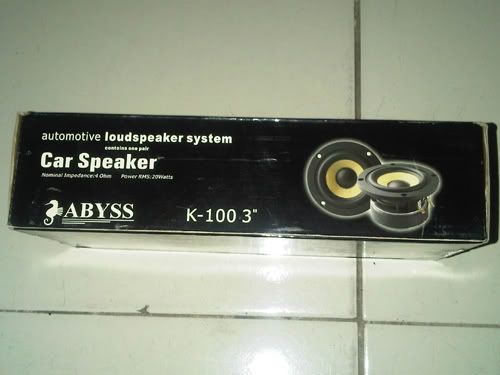 automotive loudspeaker system
contains one pair
Car Speaker
Nominal Impedance:4 Ohm Power RMS:20Watts
ABYSS
K-100 3"